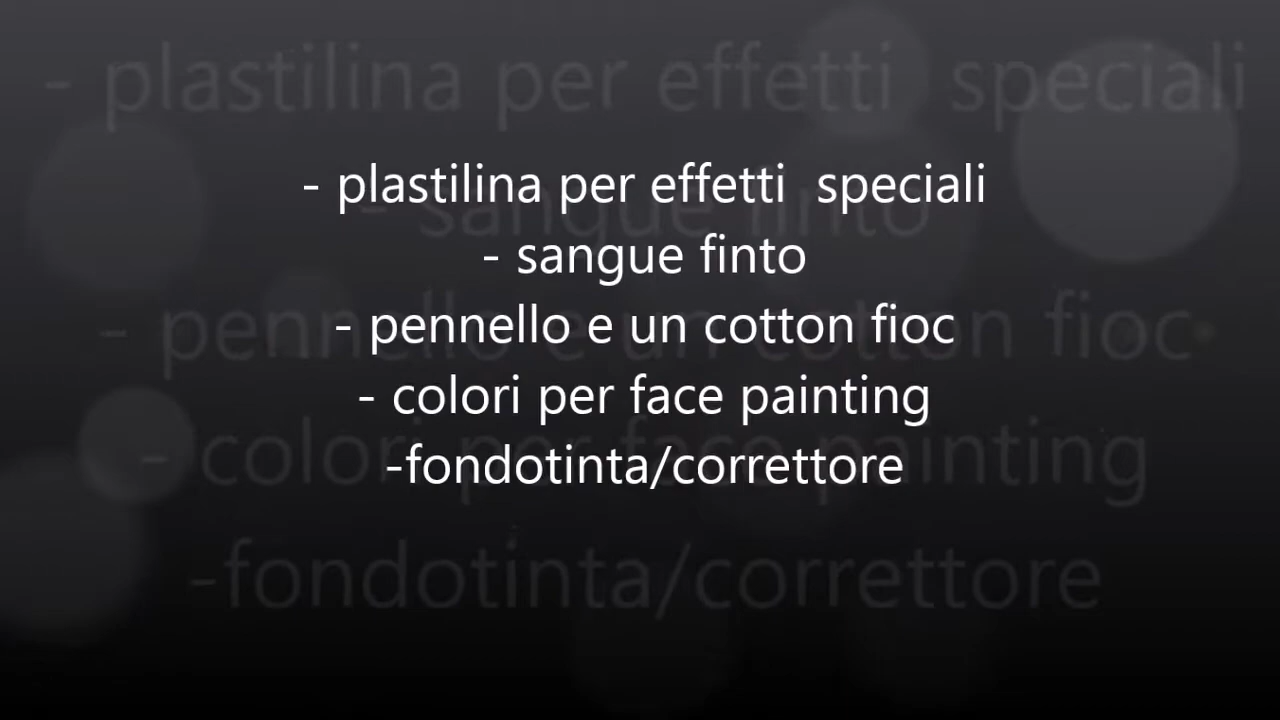 - plastilina per effetti  speciali
- sangue finto
- pennello e un cotton fioc
- colori per face painting
-fondotinta/correttore